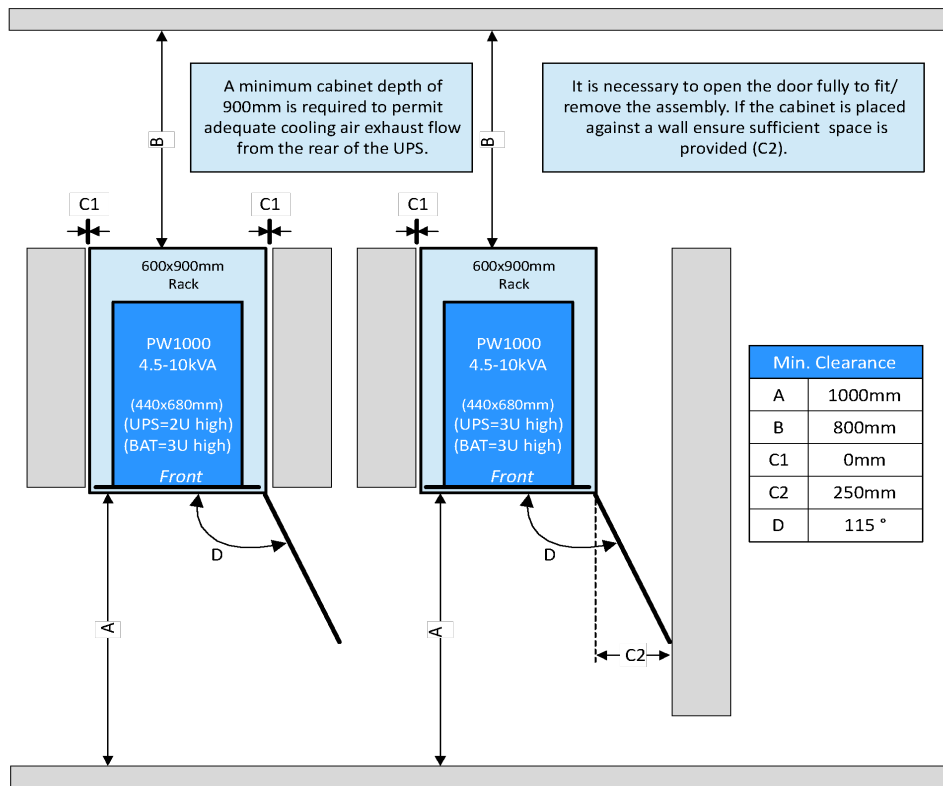 A minimum cabinet depth of
900mm is required to permit
adequate cooling air exhaust flow
from the rear of the UPS.
It is necessary to open the door fully to fit/
remove the assembly. If the cabinet is placed
against a wall ensure sufficient space is
provided (C2).
B
B
C1
C1
C1
600x900mm
Rack
PW1000
4.5-10kVA
(440x680mm)
(UPS=2U high)
(BAT=3U high)
Front
600x900mm
Rack
PW1000
4.5-10kVA
(440x680mm)
(UPS=3U high)
(BAT=3U high)
Front
Min. Clearance
A 1000mm
B 800mm
C1 0mm
C2 250mm
D 115 °
D
D
A
A
C2